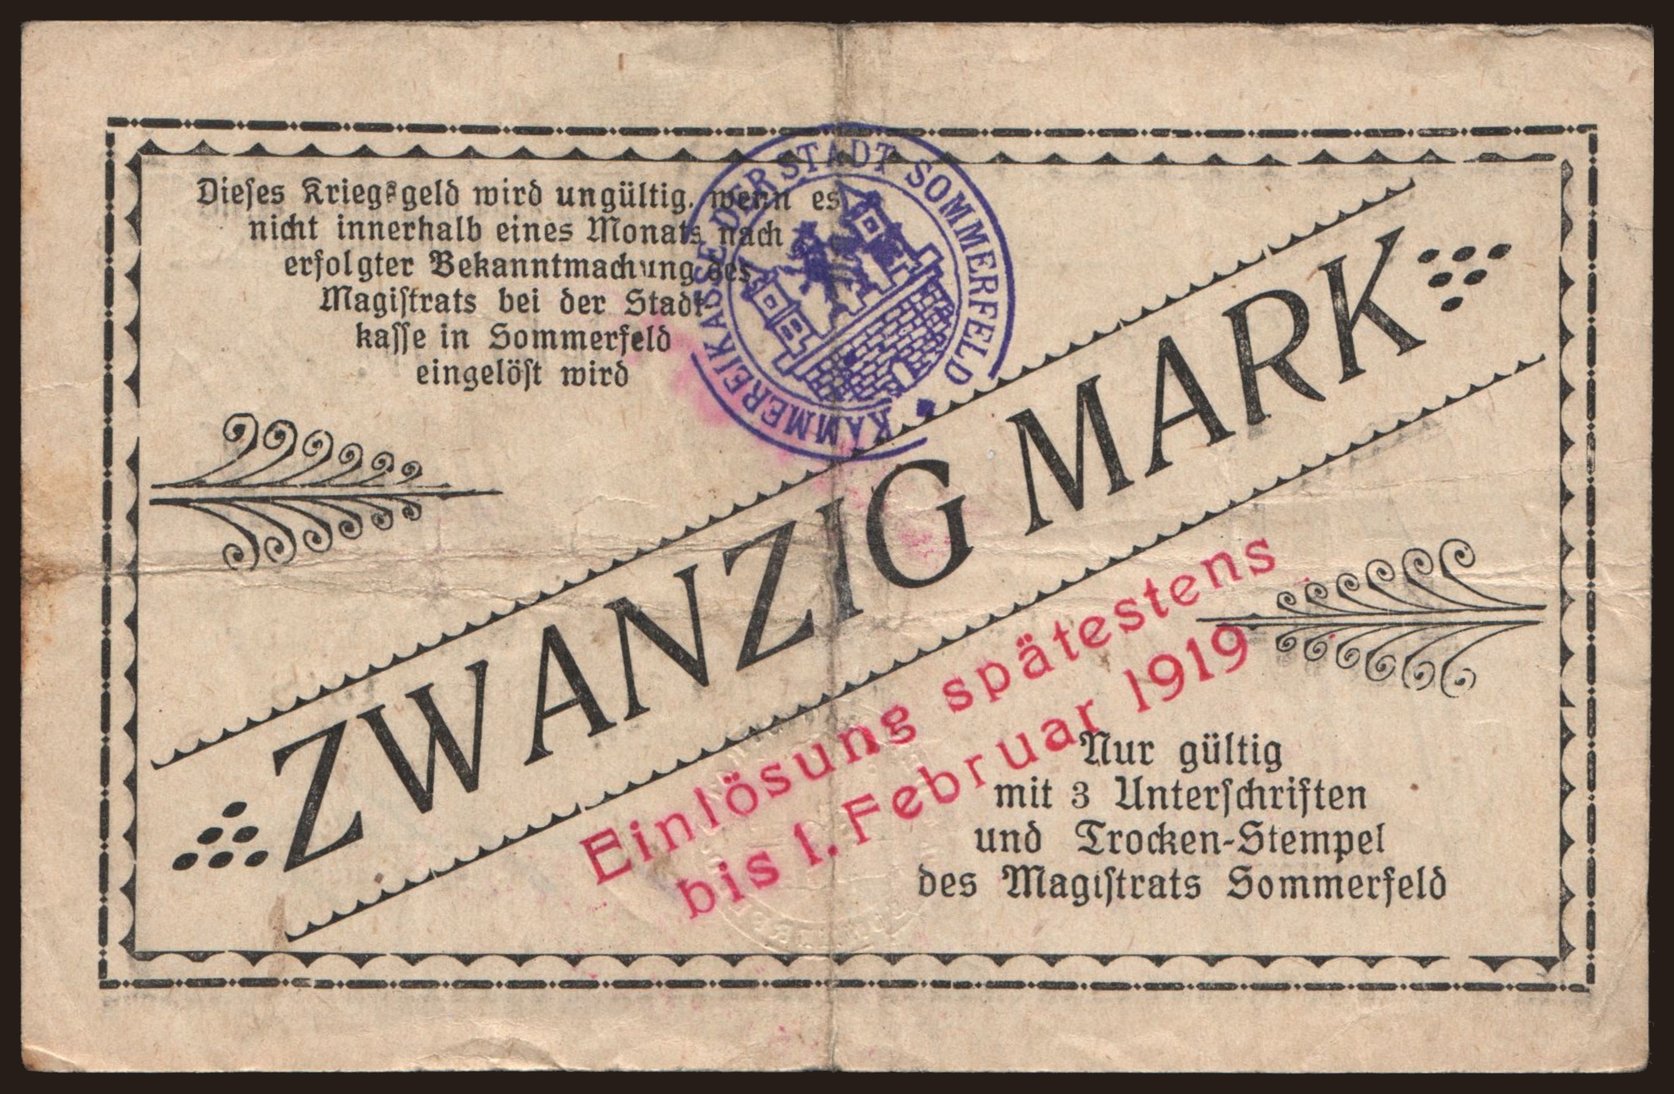 Dieses Kriegsgeld wird ungültig, wenn es
nicht innerhalb eines Monats nach
erfolgter Bekanntmachung des
Magistrats bei der Stadt-
kasse in Sommerfeld
eingelöst wird
KÄMMEREIKASSE DER STADT SOMMERFELD
ZWANZIG MARK
Einlösung spätestens
bis 1. Februar 1919
Nur gültig
mit 3 Unterschriften
und Trocken-Stempel
des Magistrats Sommerfeld